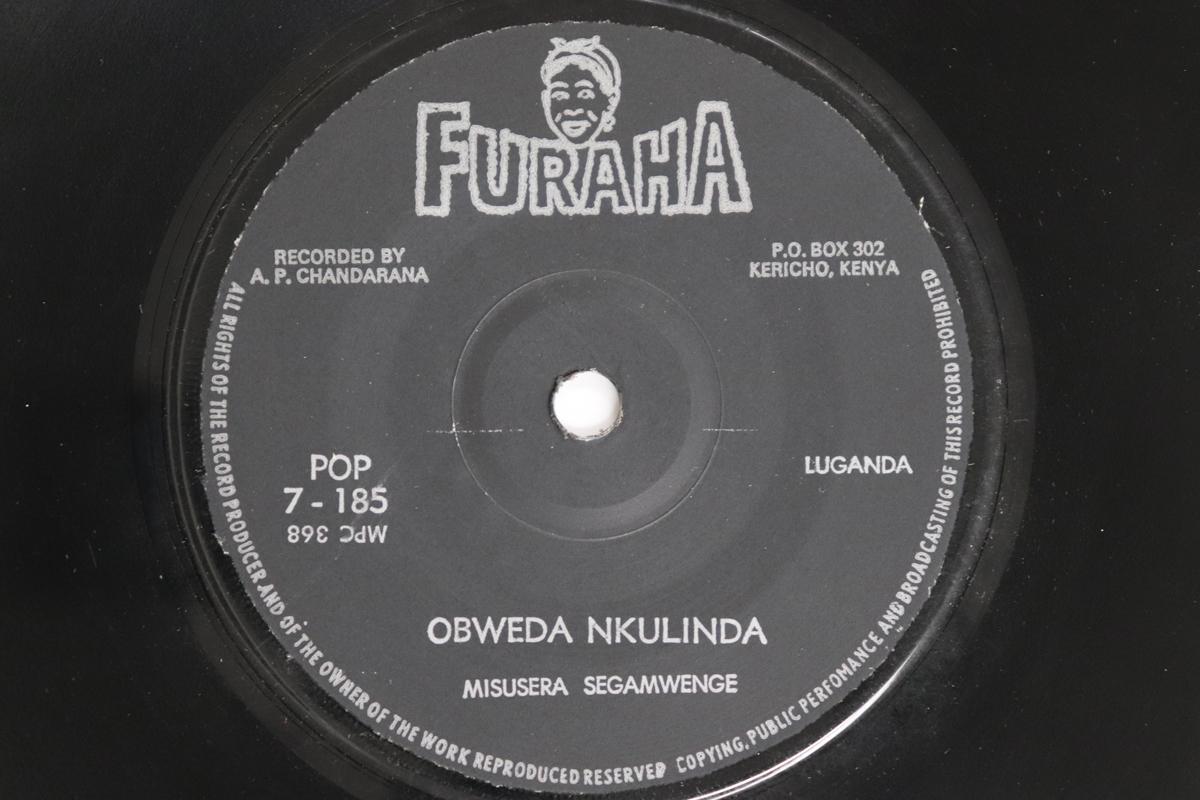 FURAHA
RECORDED BY
A. P. CHANDARANA
P.O. BOX 302
KERICHO, KENYA
POP
7 - 185
MPC 368
LUGANDA
OBWEDA NKULINDA
MISUSERA SEGAMWENGE
ALL RIGHTS OF THE RECORD PRODUCER AND OF THE OWNER OF THE WORK REPRODUCED RESERVED COPYING, PUBLIC PERFOMANCE AND BROADCASTING OF THIS RECORD PROHIBITED